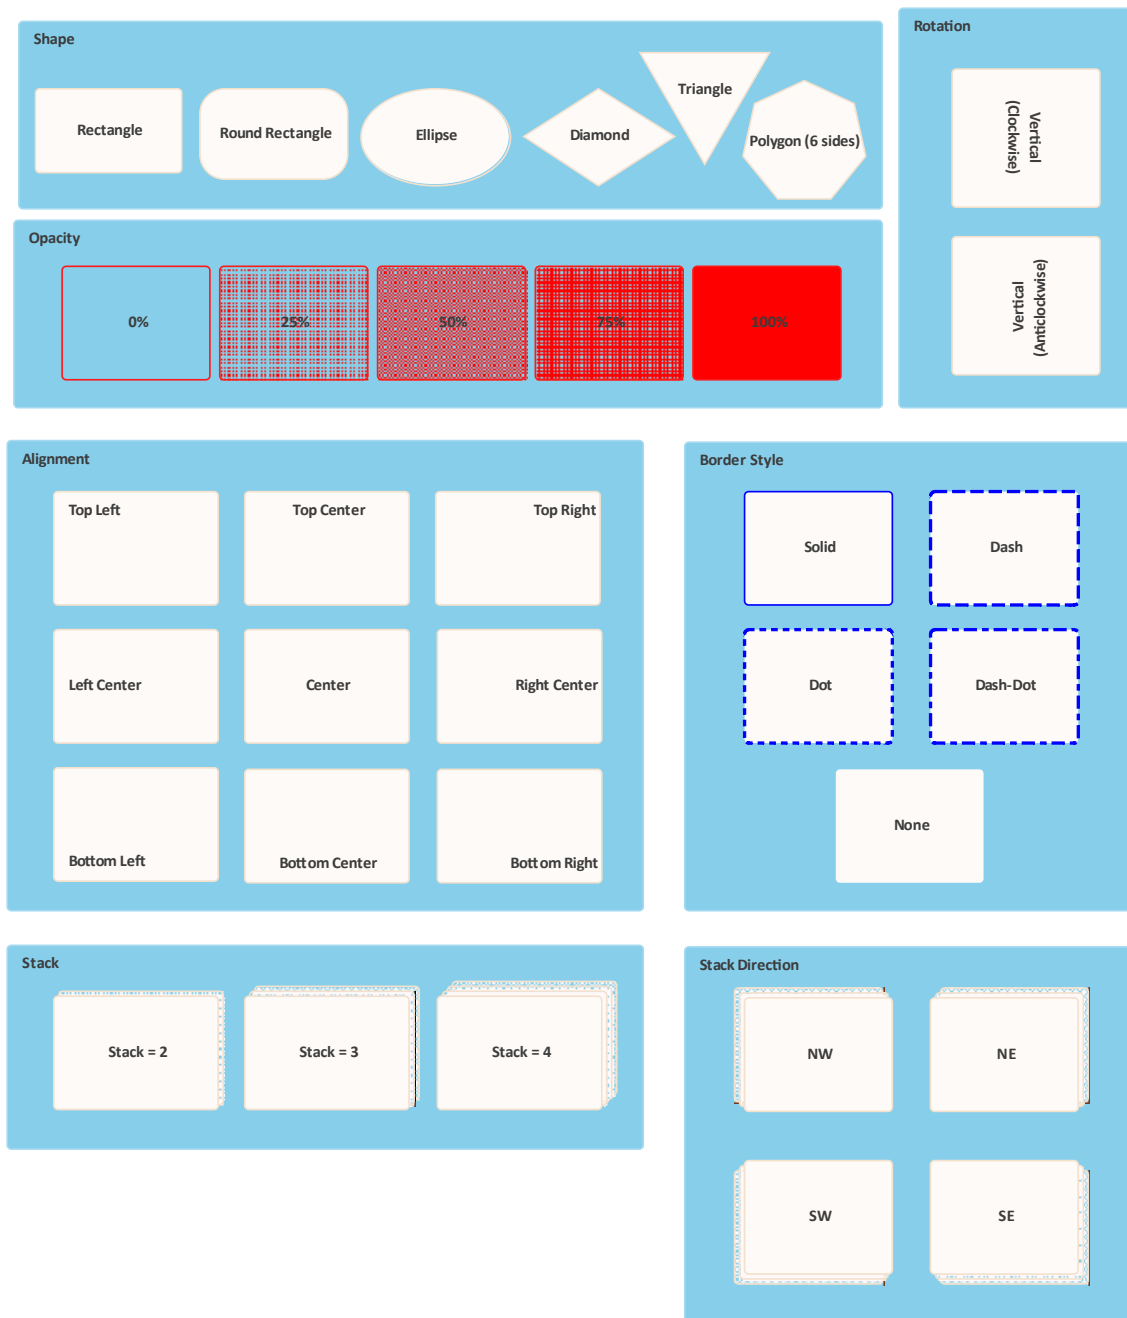 Shape
Rectangle
Round Rectangle
Ellipse
Diamond
Triangle
Polygon (6 sides)
Rotation
Vertical
(Clockwise)
Vertical
(Anticlockwise)
Opacity
0%
25%
50%
75%
100%
Alignment
Top Left
Top Center
Top Right
Left Center
Center
Right Center
Bottom Left
Bottom Center
Bottom Right
Border Style
Solid
Dash
Dot
Dash-Dot
None
Stack
Stack = 2
Stack = 3
Stack = 4
Stack Direction
NW
NE
SW
SE